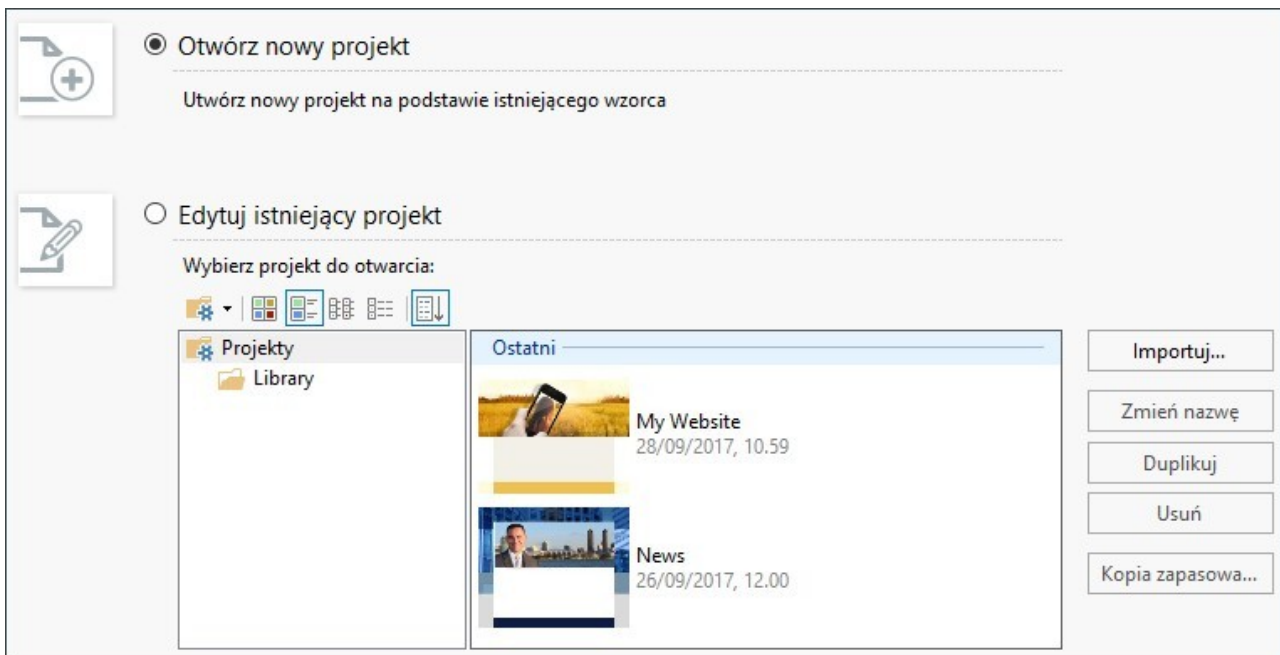 Otwórz nowy projekt
Utwórz nowy projekt na podstawie istniejącego wzorca
Edytuj istniejący projekt
Wybierz projekt do otwarcia:
Projekty
Library
Ostatni
My Website
28/09/2017, 10.59
News
26/09/2017, 12.00
Importuj...
Zmień nazwę
Duplikuj
Usuń
Kopia zapasowa...